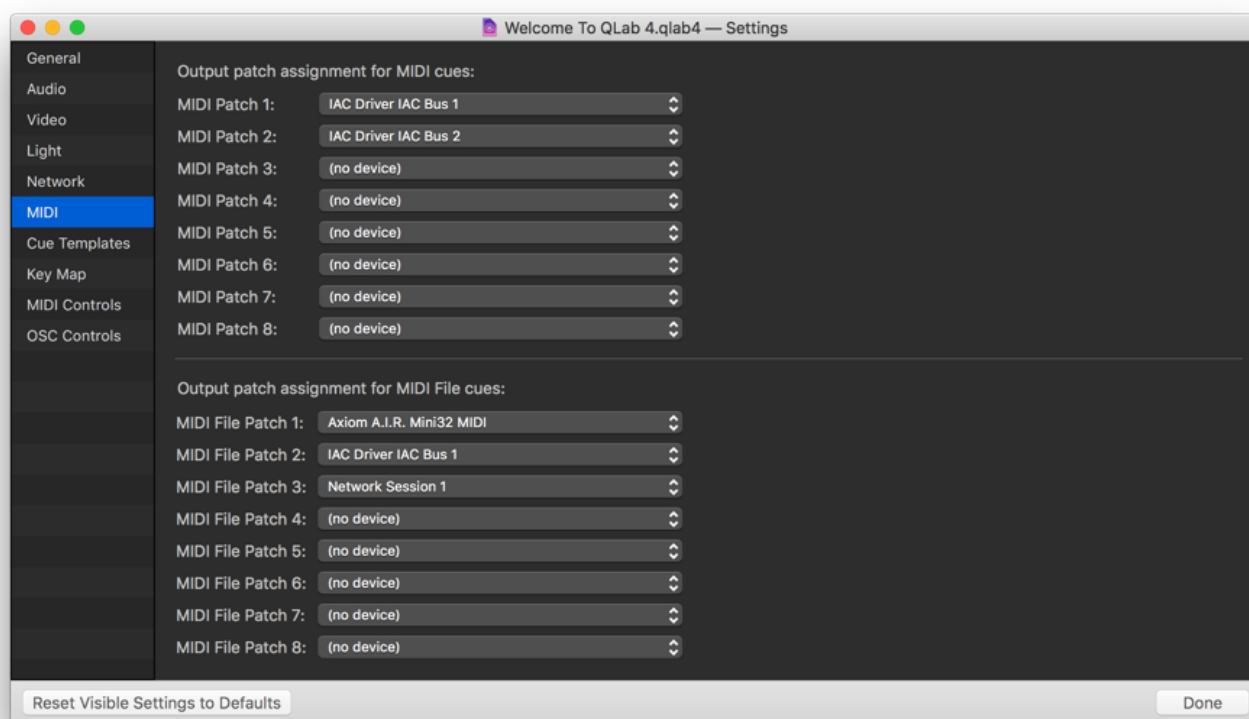 Welcome To QLab 4.qlab4 — Settings
General
Audio
Video
Light
Network
MIDI
Cue Templates
Key Map
MIDI Controls
OSC Controls
Output patch assignment for MIDI cues:
MIDI Patch 1: IAC Driver IAC Bus 1
MIDI Patch 2: IAC Driver IAC Bus 2
MIDI Patch 3: (no device)
MIDI Patch 4: (no device)
MIDI Patch 5: (no device)
MIDI Patch 6: (no device)
MIDI Patch 7: (no device)
MIDI Patch 8: (no device)
Output patch assignment for MIDI File cues:
MIDI File Patch 1: Axiom A.I.R. Mini32 MIDI
MIDI File Patch 2: IAC Driver IAC Bus 1
MIDI File Patch 3: Network Session 1
MIDI File Patch 4: (no device)
MIDI File Patch 5: (no device)
MIDI File Patch 6: (no device)
MIDI File Patch 7: (no device)
MIDI File Patch 8: (no device)
Reset Visible Settings to Defaults
Done